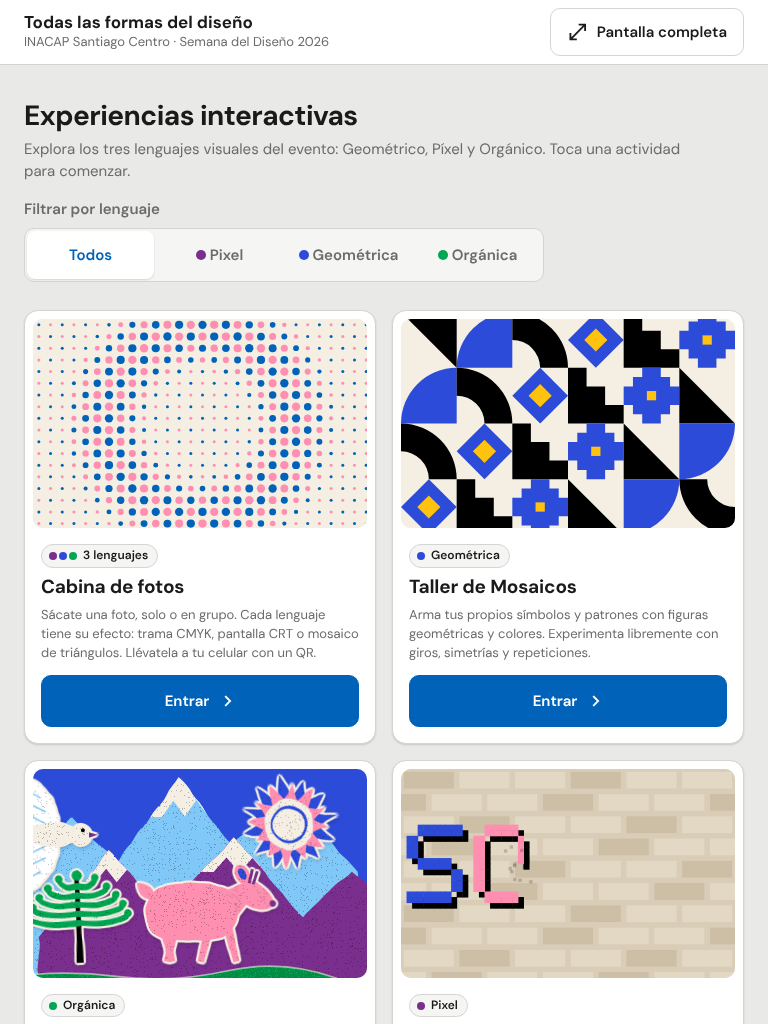 Todas las formas del diseño
INACAP Santiago Centro · Semana del Diseño 2026
Pantalla completa
Experiencias interactivas
Explora los tres lenguajes visuales del evento: Geométrico, Píxel y Orgánico. Toca una actividad
para comenzar.
Filtrar por lenguaje
Todos
Pixel
Geométrica
Orgánica
3 lenguajes
Cabina de fotos
Sácate una foto, solo o en grupo. Cada lenguaje
tiene su efecto: trama CMYK, pantalla CRT o mosaico
de triángulos. Llévatela a tu celular con un QR.
Entrar
Geométrica
Taller de Mosaicos
Arma tus propios símbolos y patrones con figuras
geométricas y colores. Experimenta libremente con
giros, simetrías y repeticiones.
Entrar
Orgánica
SC
Pixel